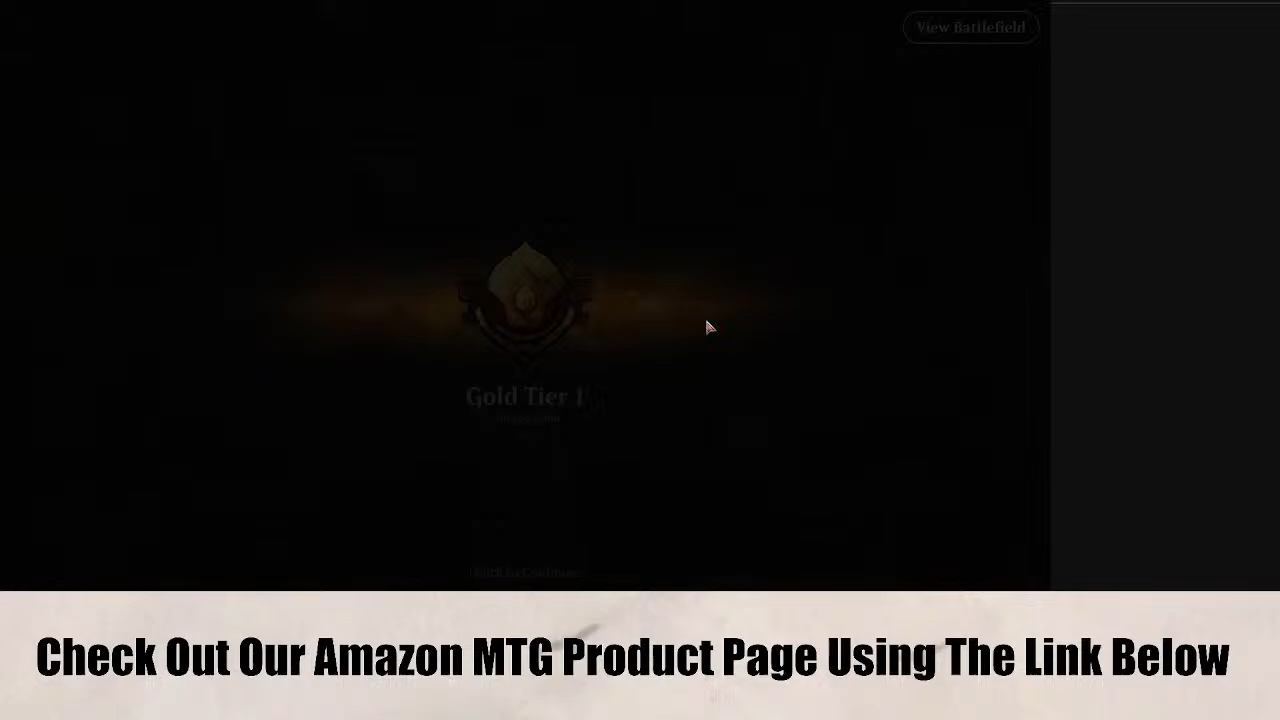 View Battlefield
Gold Tier 1
Check Out Our Amazon MTG Product Page Using The Link Below